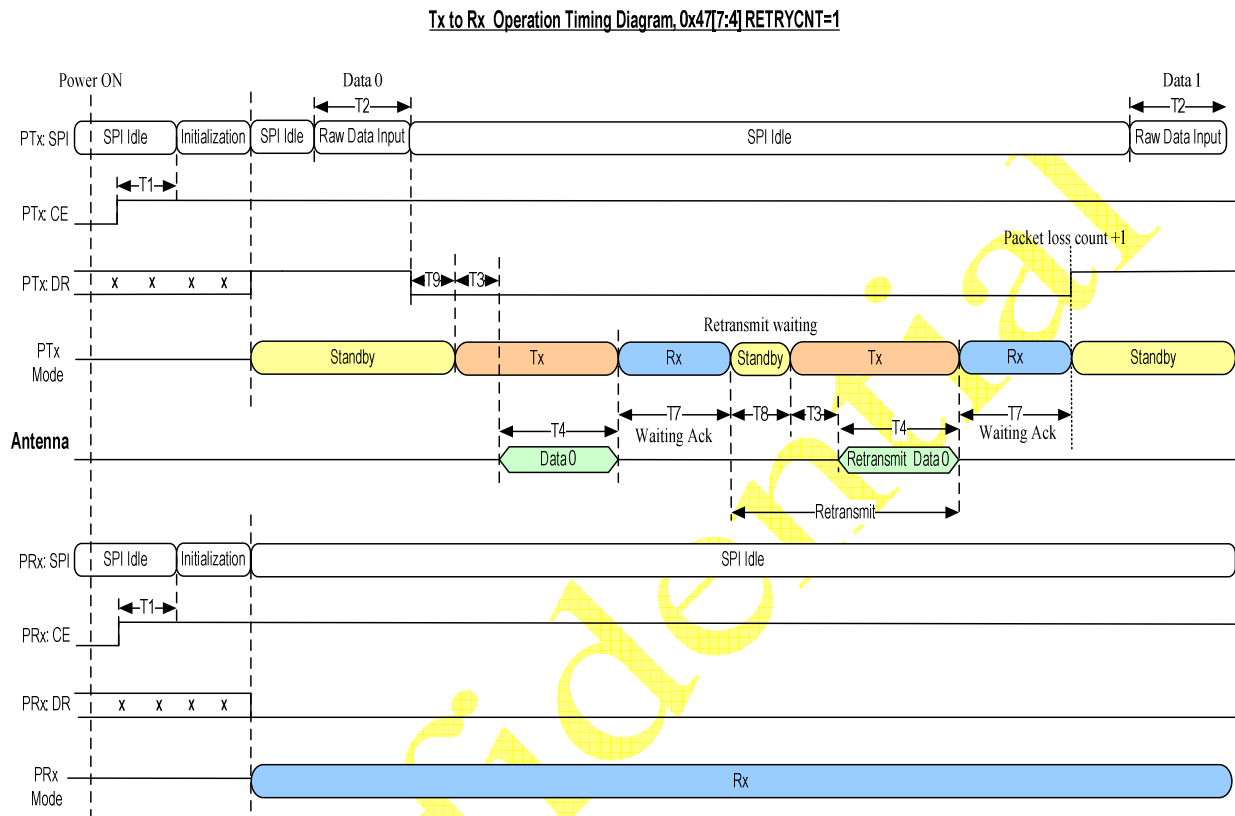 Tx to Rx Operation Timing Diagram, 0x47[7:4] RETRYCNT=1
Power ON
Data 0
Data 1
T2
T2
PTx: SPI
SPI Idle
Initialization
SPI Idle
Raw Data Input
SPI Idle
Raw Data Input
T1
PTx: CE
Packet loss count +1
PTx: DR
x x x x
T9
T3
Retransmit waiting
PTx
Mode
Standby
Tx
Rx
Standby
Tx
Rx
Standby
T4
T7
T8
T3
T4
T7
Waiting Ack
Waiting Ack
Antenna
Data 0
Retransmit Data 0
Retransmit
PRx: SPI
SPI Idle
Initialization
SPI Idle
T1
PRx: CE
PRx: DR
x x x x
PRx
Mode
Rx
fidential